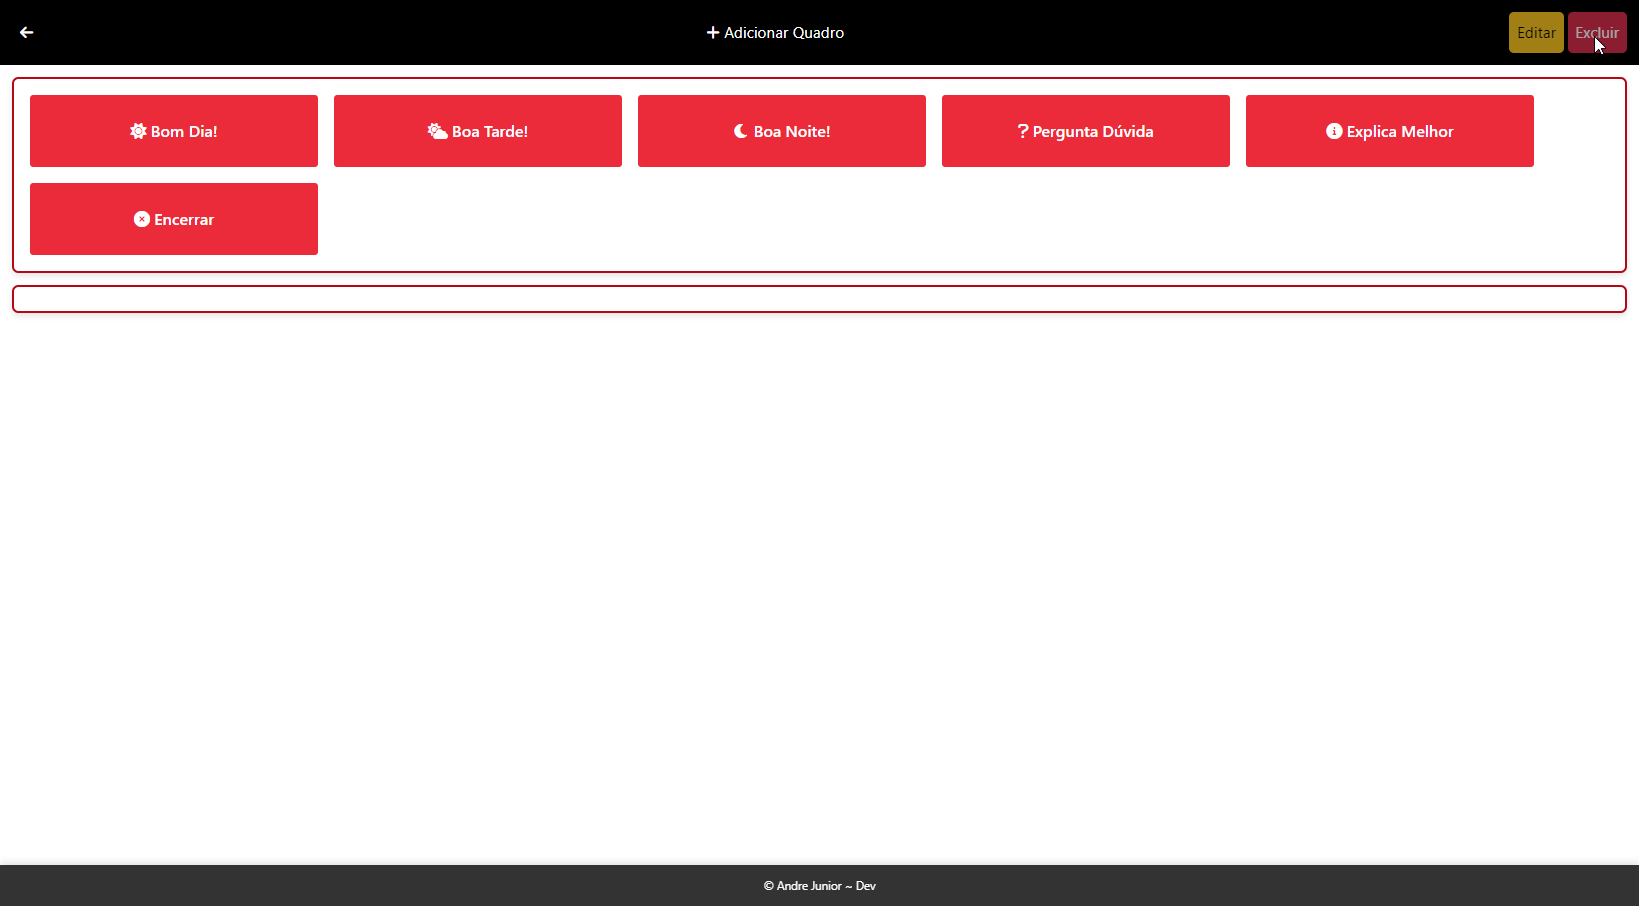 Adicionar Quadro
Editar
Excluir
Bom Dia!
Boa Tarde!
Boa Noite!
? Pergunta Dúvida
Explica Melhor
Encerrar
© Andre Junior ~ Dev